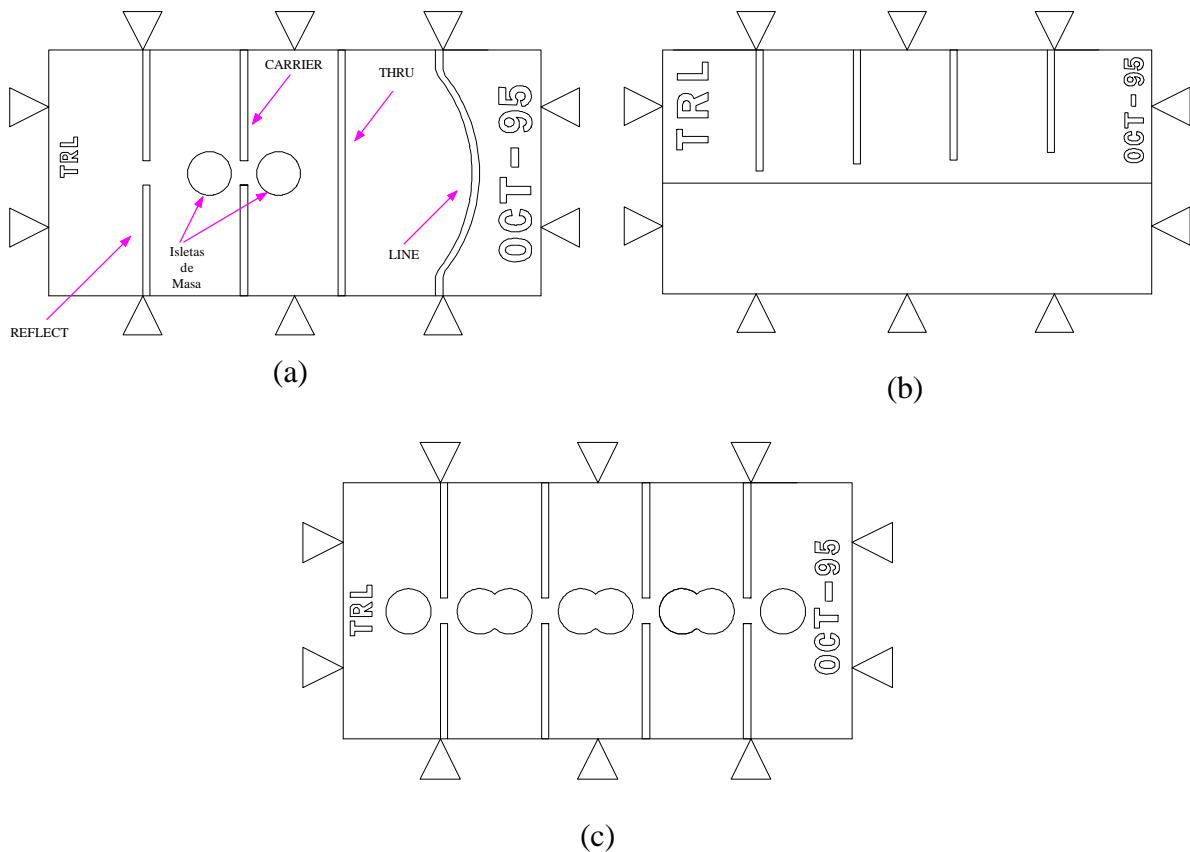 CARRIER
THRU
TRL
OCT-95
Isletas
de
Masa
LINE
REFLECT
(a)
TRL
OCT-95
(b)
TRL
OCT-95
(c)